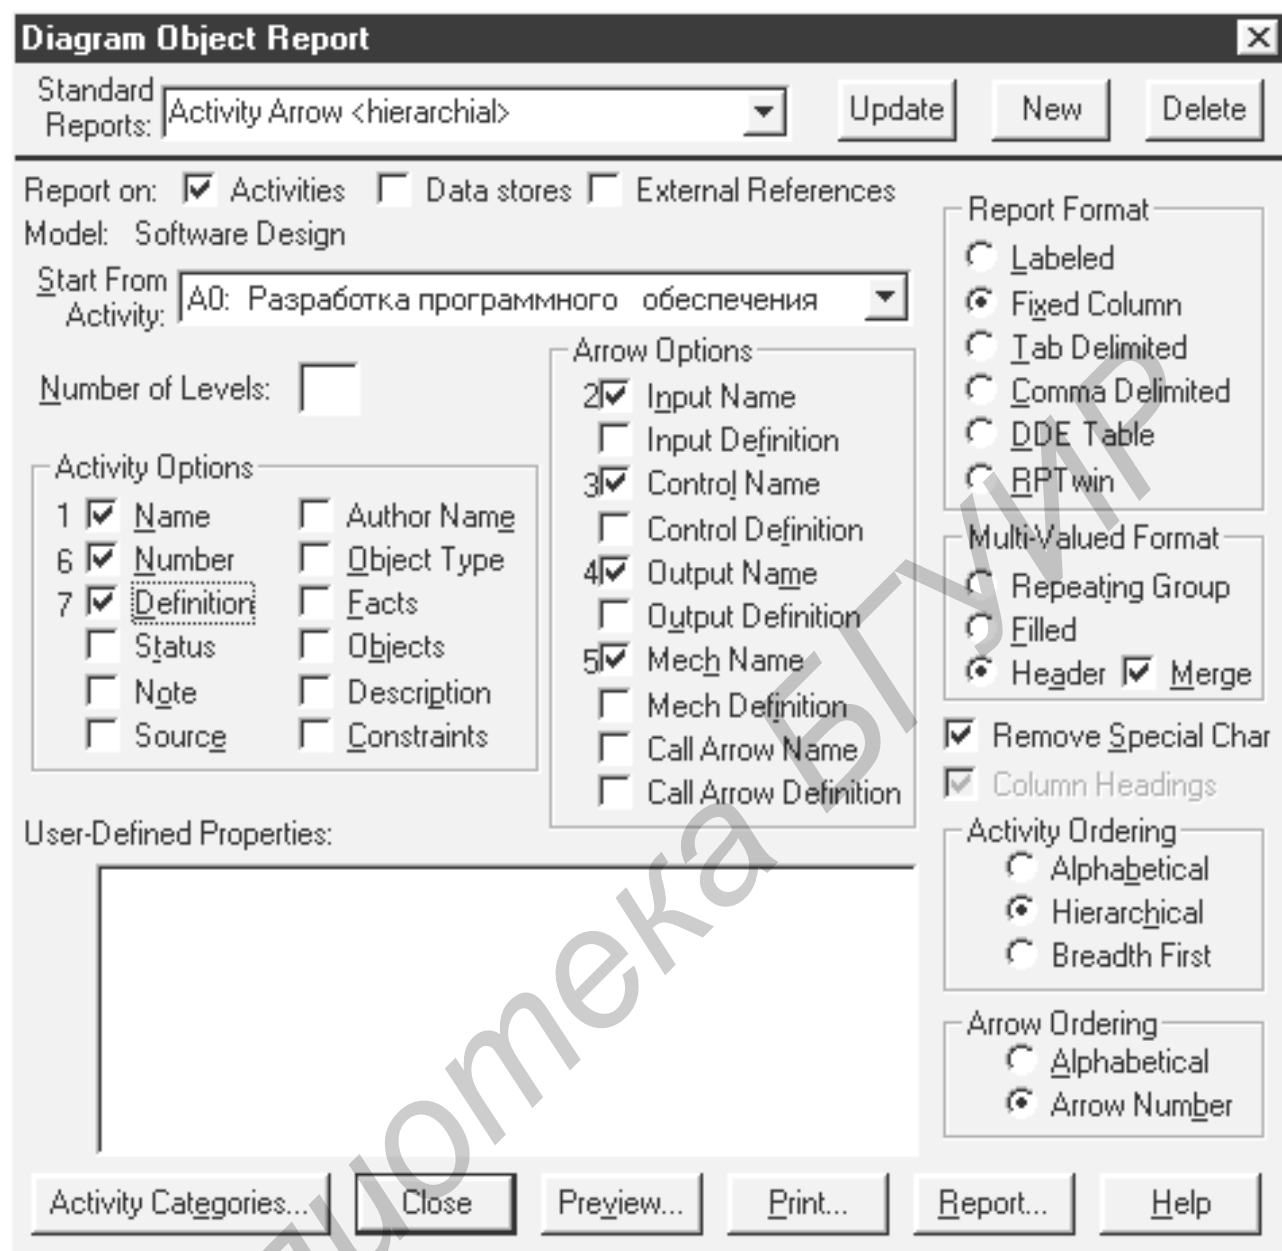 Diagram Object Report
Standard Reports: Activity Arrow <hierarchial> Update New Delete
Report on: Activities Data stores External References
Model: Software Design
Start From Activity: A0: Разработка программного обеспечения
Number of Levels:
Activity Options
1 Name Author Name
6 Number Object Type
7 Definition Facts
Status Objects
Note Description
Source Constraints
Arrow Options
2 Input Name
Input Definition
3 Control Name
Control Definition
4 Output Name
Output Definition
5 Mech Name
Mech Definition
Call Arrow Name
Call Arrow Definition
Report Format
Labeled
Fixed Column
Tab Delimited
Comma Delimited
DDE Table
RPTwin
Multi-Valued Format
Repeating Group
Filled
Header Merge
Remove Special Char
Column Headings
Activity Ordering
Alphabetical
Hierarchical
Breadth First
Arrow Ordering
Alphabetical
Arrow Number
User-Defined Properties:
Activity Categories... Close Preview... Print... Report... Help
БГУИР